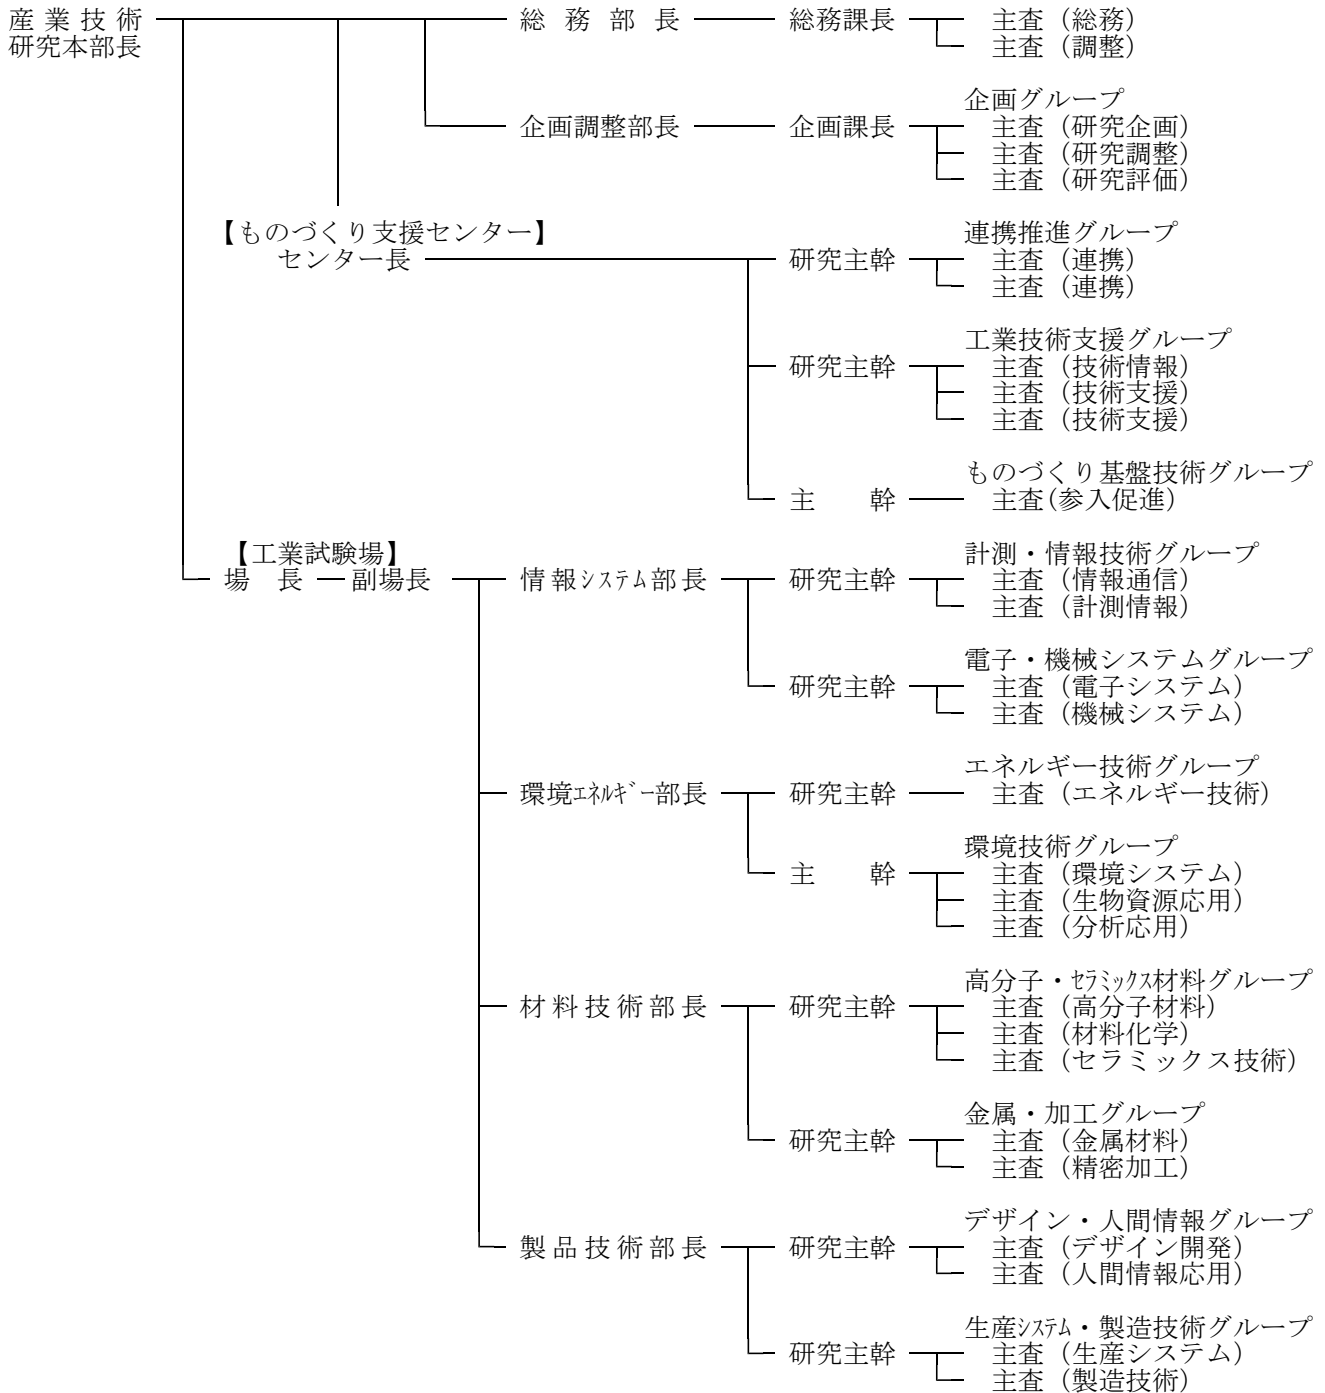 産業技術 総務部長 総務課長 主査（総務）
研究本部長 主査（調整）
企画グループ
企画調整部長 企画課長 主査（研究企画）
主査（研究調整）
主査（研究評価）
【ものづくり支援センター】 連携推進グループ
センター長 研究主幹 主査（連携）
主査（連携）
工業技術支援グループ
研究主幹 主査（技術情報）
主査（技術支援）
主査（技術支援）
ものづくり基盤技術グループ
主幹 主査(参入促進）
【工業試験場】 計測・情報技術グループ
場長 副場長 情報ｼｽﾃﾑ部長 研究主幹 主査（情報通信）
主査（計測情報）
電子・機械システムグループ
研究主幹 主査（電子システム）
主査（機械システム）
エネルギー技術グループ
環境ｴﾈﾙｷﾞｰ部長 研究主幹 主査（エネルギー技術）
環境技術グループ
主幹 主査（環境システム）
主査（生物資源応用）
主査（分析応用）
高分子・ｾﾗﾐｯｸｽ材料グループ
材料技術部長 研究主幹 主査（高分子材料）
主査（材料化学）
主査（セラミックス技術）
金属・加工グループ
研究主幹 主査（金属材料）
主査（精密加工）
デザイン・人間情報グループ
製品技術部長 研究主幹 主査（デザイン開発）
主査（人間情報応用）
生産ｼｽﾃﾑ・製造技術グループ
研究主幹 主査（生産システム）
主査（製造技術）